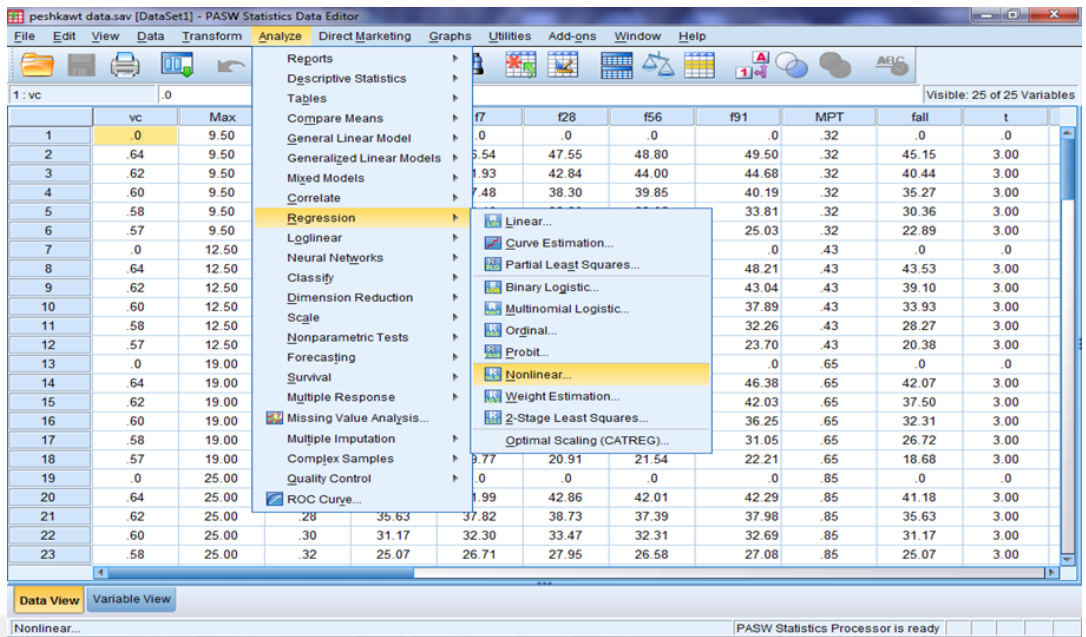 peshkawt data.sav [DataSet1] - PASW Statistics Data Editor
File Edit View Data Transform Analyze Direct Marketing Graphs Utilities Add-ons Window Help
1 : vc .0 Visible: 25 of 25 Variables
Reports
Descriptive Statistics
Tables
Compare Means
General Linear Model
Generalized Linear Models
Mixed Models
Correlate
Regression
Loglinear
Neural Networks
Classify
Dimension Reduction
Scale
Nonparametric Tests
Forecasting
Survival
Multiple Response
Missing Value Analysis...
Multiple Imputation
Complex Samples
Quality Control
ROC Curve...
Linear...
Curve Estimation...
Partial Least Squares...
Binary Logistic...
Multinomial Logistic...
Ordinal...
Probit...
Nonlinear...
Weight Estimation...
2-Stage Least Squares...
Optimal Scaling (CATREG)...
vc Max f7 f28 f56 f91 MPT fall t
1 .0 9.50 .0 .0 .0 .0 .32 .0 .0
2 .64 9.50 .54 47.55 48.80 49.50 .32 45.15 3.00
3 .62 9.50 .93 42.84 44.00 44.68 .32 40.44 3.00
4 .60 9.50 .48 38.30 39.85 40.19 .32 35.27 3.00
5 .58 9.50 33.81 .32 30.36 3.00
6 .57 9.50 25.03 .32 22.89 3.00
7 .0 12.50 .0 .43 .0 .0
8 .64 12.50 48.21 .43 43.53 3.00
9 .62 12.50 43.04 .43 39.10 3.00
10 .60 12.50 37.89 .43 33.93 3.00
11 .58 12.50 32.26 .43 28.27 3.00
12 .57 12.50 23.70 .43 20.38 3.00
13 .0 19.00 .0 .65 .0 .0
14 .64 19.00 46.38 .65 42.07 3.00
15 .62 19.00 42.03 .65 37.50 3.00
16 .60 19.00 36.25 .65 32.31 3.00
17 .58 19.00 31.05 .65 26.72 3.00
18 .57 19.00 9.77 20.91 21.54 22.21 .65 18.68 3.00
19 .0 25.00 .0 .0 .0 .0 .85 .0 .0
20 .64 25.00 1.99 42.86 42.01 42.29 .85 41.18 3.00
21 .62 25.00 .28 35.63 37.82 38.73 37.39 37.98 .85 35.63 3.00
22 .60 25.00 .30 31.17 32.30 33.47 32.31 32.69 .85 31.17 3.00
23 .58 25.00 .32 25.07 26.71 27.95 26.58 27.08 .85 25.07 3.00
Data View Variable View
Nonlinear... PASW Statistics Processor is ready